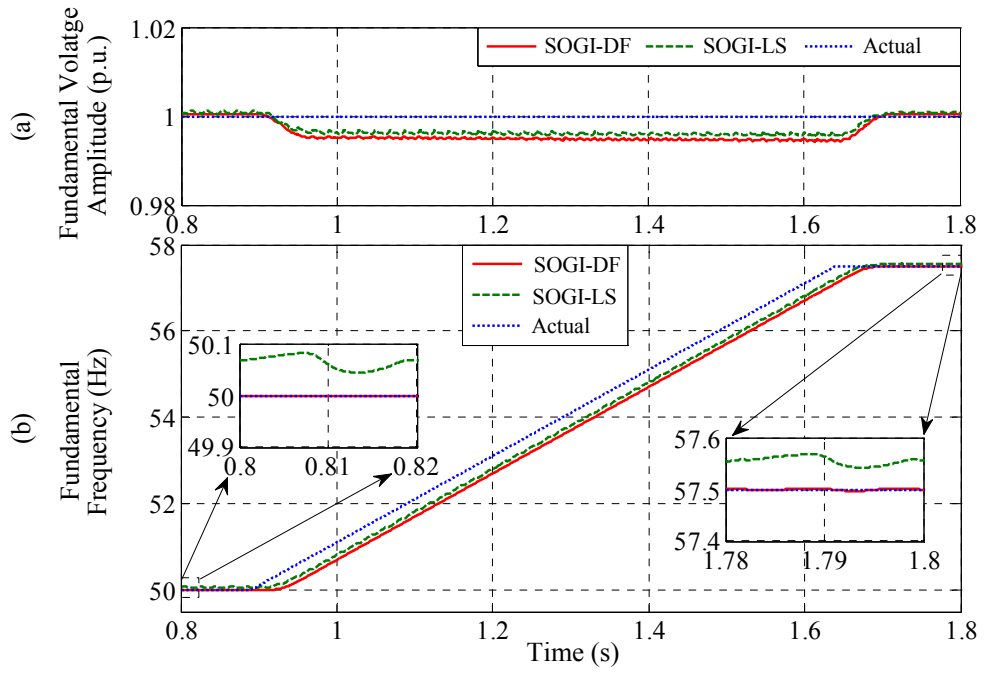 1.02
SOGI-DF SOGI-LS Actual
Fundamental Volatge
Amplitude (p.u.)
(a)
1
0.98
0.8 1 1.2 1.4 1.6 1.8
58
SOGI-DF
SOGI-LS
Actual
56
54
52
50
Fundamental
Frequency (Hz)
(b)
50.1
50
49.9
0.8 0.81 0.82
57.6
57.5
57.4
1.78 1.79 1.8
0.8 1 1.2 1.4 1.6 1.8
Time (s)